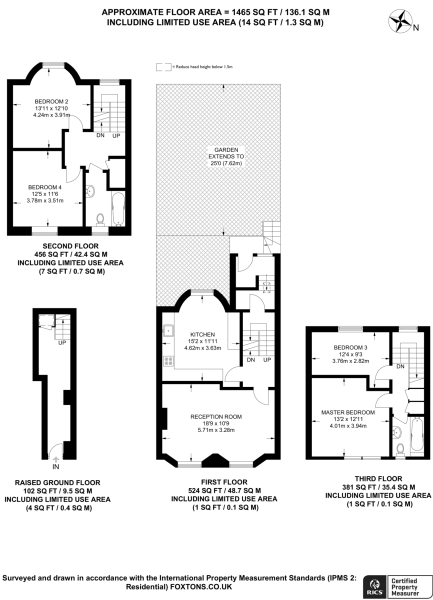 APPROXIMATE FLOOR AREA = 1465 SQ FT / 136.1 SQ M
INCLUDING LIMITED USE AREA (14 SQ FT / 1.3 SQ M)
N
= Reduce head height below 1.5m
BEDROOM 2
13'11 x 12'10
4.24m x 3.91m
DN
UP
BEDROOM 4
12'5 x 11'6
3.78m x 3.51m
SECOND FLOOR
456 SQ FT / 42.4 SQ M
INCLUDING LIMITED USE AREA
(7 SQ FT / 0.7 SQ M)
GARDEN
EXTENDS TO
25'0 (7.62m)
KITCHEN
15'2 x 11'11
4.62m x 3.63m
DN
UP
RECEPTION ROOM
18'9 x 10'9
5.71m x 3.28m
FIRST FLOOR
524 SQ FT / 48.7 SQ M
INCLUDING LIMITED USE AREA
(1 SQ FT / 0.1 SQ M)
UP
IN
RAISED GROUND FLOOR
102 SQ FT / 9.5 SQ M
INCLUDING LIMITED USE AREA
(4 SQ FT / 0.4 SQ M)
BEDROOM 3
12'4 x 9'3
3.76m x 2.82m
DN
MASTER BEDROOM
13'2 x 12'11
4.01m x 3.94m
THIRD FLOOR
381 SQ FT / 35.4 SQ M
INCLUDING LIMITED USE AREA
(1 SQ FT / 0.1 SQ M)
Surveyed and drawn in accordance with the International Property Measurement Standards (IPMS 2:
Residential) FOXTONS.CO.UK
RICS
Certified
Property
Measurer